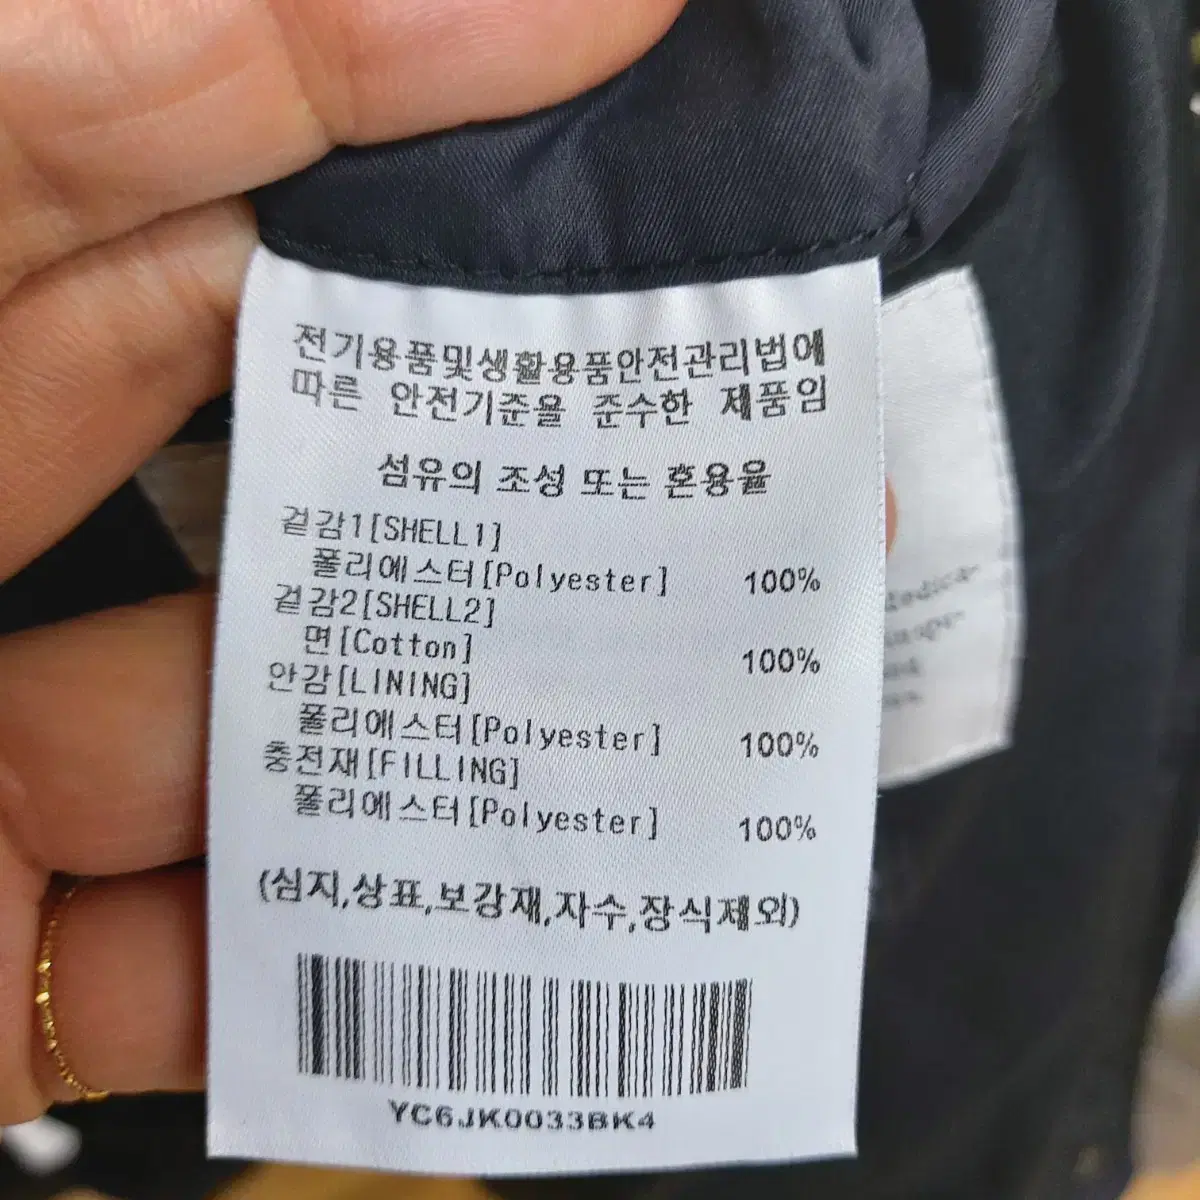 전기용품및생활용품안전관리법에
따른 안전기준을 준수한 제품임
섬유의 조성 또는 혼용율
겉감1[SHELL1]
폴리에스터[Polyester] 100%
겉감2[SHELL2]
면[Cotton] 100%
안감[LINING]
폴리에스터[Polyester] 100%
충전재[FILLING]
폴리에스터[Polyester] 100%
(심지,상표,보강재,자수,장식제외)
YC6JK0033BK4